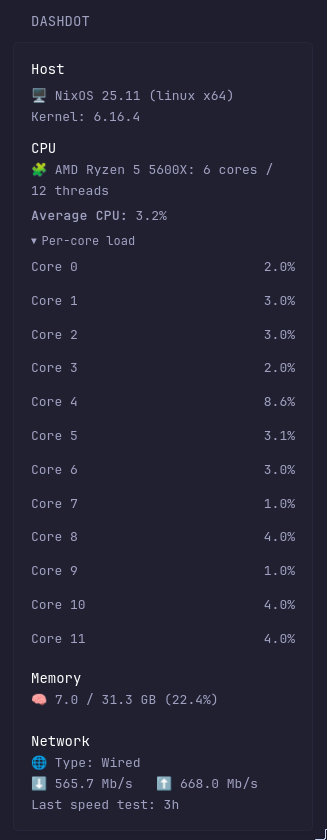 DASHDOT
Host
🖥️ NixOS 25.11 (linux x64)
Kernel: 6.16.4
CPU
🧩 AMD Ryzen 5 5600X: 6 cores /
12 threads
Average CPU: 3.2%
▾ Per-core load
Core 0 2.0%
Core 1 3.0%
Core 2 3.0%
Core 3 2.0%
Core 4 8.6%
Core 5 3.1%
Core 6 3.0%
Core 7 1.0%
Core 8 4.0%
Core 9 1.0%
Core 10 4.0%
Core 11 4.0%
Memory
🧠 7.0 / 31.3 GB (22.4%)
Network
🌐 Type: Wired
⬇️ 565.7 Mb/s ⬆️ 668.0 Mb/s
Last speed test: 3h